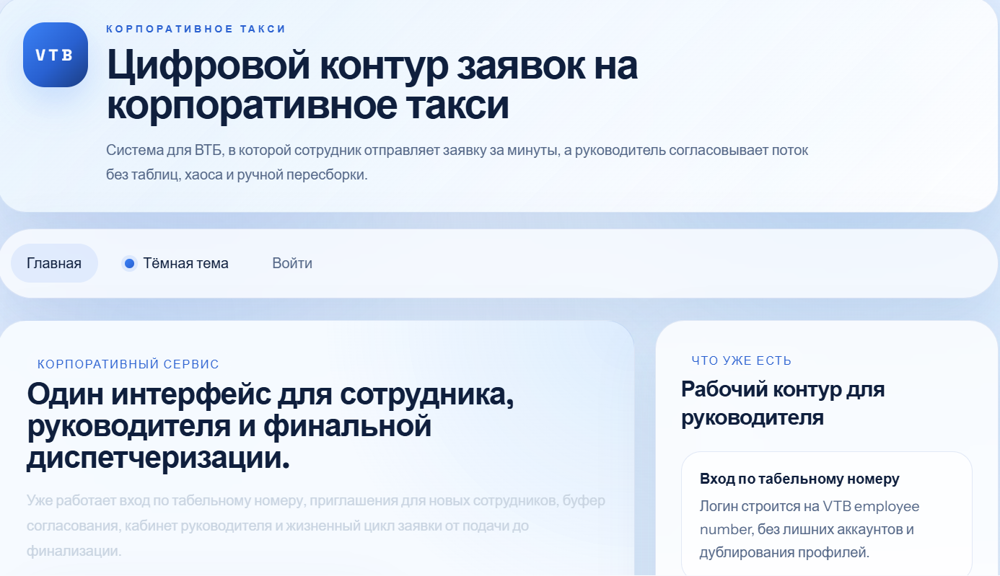 VTB
КОРПОРАТИВНОЕ ТАКСИ
Цифровой контур заявок на
корпоративное такси
Система для ВТБ, в которой сотрудник отправляет заявку за минуты, а руководитель согласовывает поток
без таблиц, хаоса и ручной пересборки.
Главная
Тёмная тема
Войти
КОРПОРАТИВНЫЙ СЕРВИС
Один интерфейс для сотрудника,
руководителя и финальной
диспетчеризации.
Уже работает вход по табельному номеру, приглашения для новых сотрудников, буфер
согласования, кабинет руководителя и жизненный цикл заявки от подачи до
финализации.
ЧТО УЖЕ ЕСТЬ
Рабочий контур для
руководителя
Вход по табельному номеру
Логин строится на VTB employee
number, без лишних аккаунтов и
дублирования профилей.